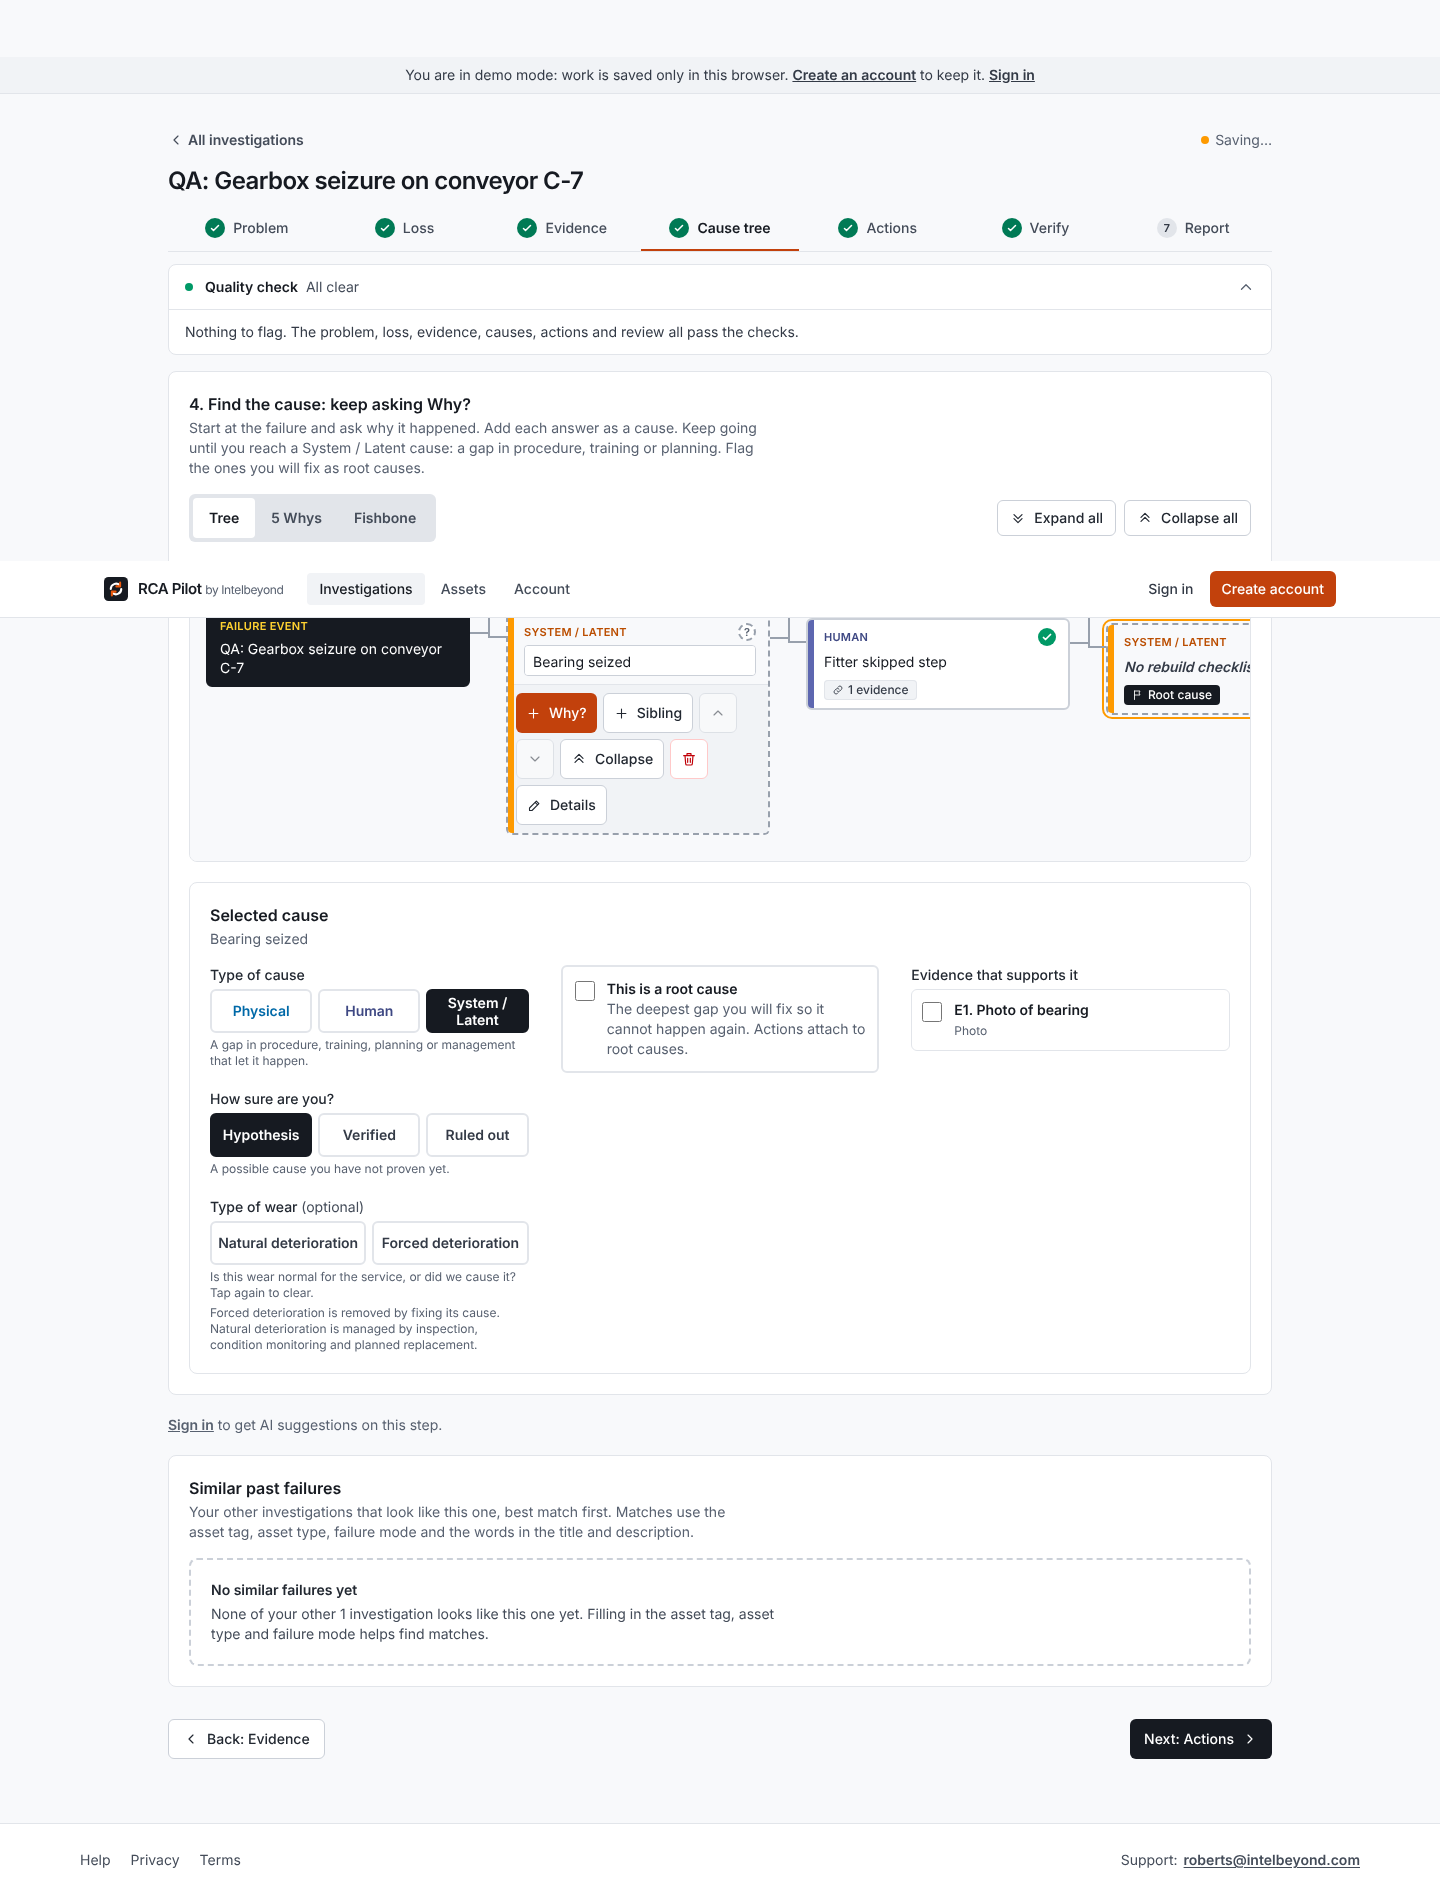 You are in demo mode: work is saved only in this browser. Create an account to keep it. Sign in
All investigations
Saving...
QA: Gearbox seizure on conveyor C-7
Problem
Loss
Evidence
Cause tree
Actions
Verify
7 Report
Quality check All clear
Nothing to flag. The problem, loss, evidence, causes, actions and review all pass the checks.
4. Find the cause: keep asking Why?
Start at the failure and ask why it happened. Add each answer as a cause. Keep going
until you reach a System / Latent cause: a gap in procedure, training or planning. Flag
the ones you will fix as root causes.
Tree
5 Whys
Fishbone
Expand all
Collapse all
RCA Pilot by Intelbeyond
Investigations
Assets
Account
Sign in
Create account
FAILURE EVENT
QA: Gearbox seizure on conveyor
C-7
SYSTEM / LATENT
?
Bearing seized
Why?
Sibling
Collapse
Details
HUMAN
Fitter skipped step
1 evidence
SYSTEM / LATENT
No rebuild checklis
Root cause
Selected cause
Bearing seized
Type of cause
Physical
Human
System /
Latent
A gap in procedure, training, planning or management
that let it happen.
This is a root cause
The deepest gap you will fix so it
cannot happen again. Actions attach to
root causes.
Evidence that supports it
E1. Photo of bearing
Photo
How sure are you?
Hypothesis
Verified
Ruled out
A possible cause you have not proven yet.
Type of wear (optional)
Natural deterioration
Forced deterioration
Is this wear normal for the service, or did we cause it?
Tap again to clear.
Forced deterioration is removed by fixing its cause.
Natural deterioration is managed by inspection,
condition monitoring and planned replacement.
Sign in to get AI suggestions on this step.
Similar past failures
Your other investigations that look like this one, best match first. Matches use the
asset tag, asset type, failure mode and the words in the title and description.
No similar failures yet
None of your other 1 investigation looks like this one yet. Filling in the asset tag, asset
type and failure mode helps find matches.
Back: Evidence
Next: Actions
Help
Privacy
Terms
Support: roberts@intelbeyond.com